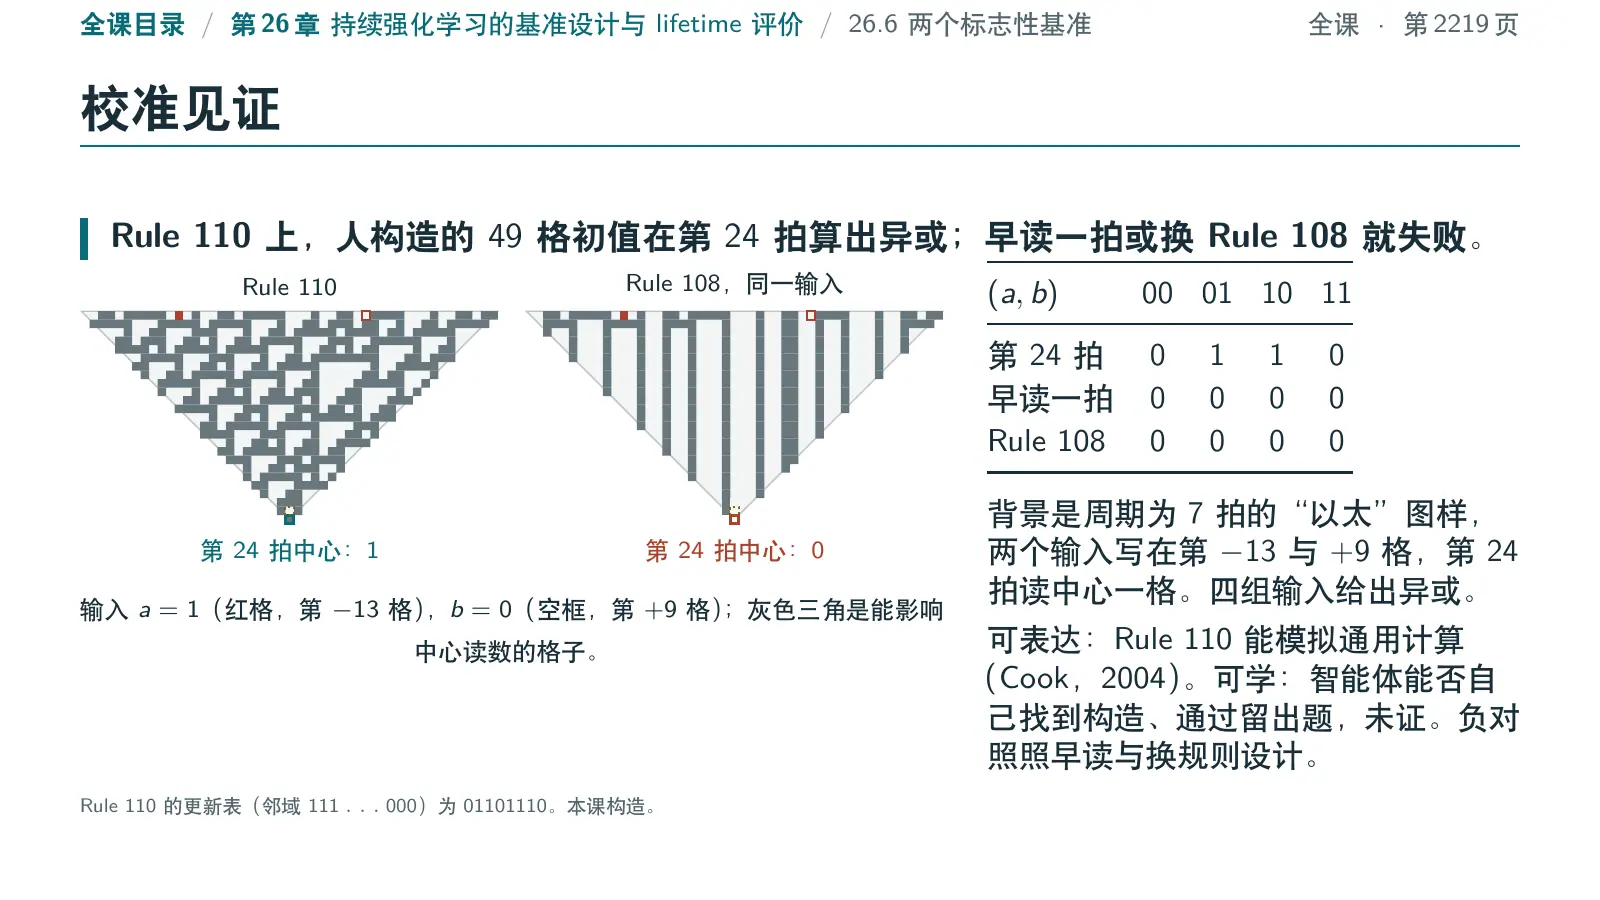 全课目录 / 第 26 章 持续强化学习的基准设计与 lifetime 评价 / 26.6 两个标志性基准
全课 · 第 2219 页
校准见证
Rule 110 上，人构造的 49 格初值在第 24 拍算出异或；早读一拍或换 Rule 108 就失败。
Rule 110
Rule 108，同一输入
第 24 拍中心：1
第 24 拍中心：0
输入 a = 1（红格，第 −13 格），b = 0（空框，第 +9 格）；灰色三角是能影响
中心读数的格子。
(a, b) 00 01 10 11
第 24 拍 0 1 1 0
早读一拍 0 0 0 0
Rule 108 0 0 0 0
背景是周期为 7 拍的“以太”图样，
两个输入写在第 −13 与 +9 格，第 24
拍读中心一格。四组输入给出异或。
可表达：Rule 110 能模拟通用计算
(Cook，2004)。可学：智能体能否自
己找到构造、通过留出题，未证。负对
照照早读与换规则设计。
Rule 110 的更新表（邻域 111 . . . 000）为 01101110。本课构造。